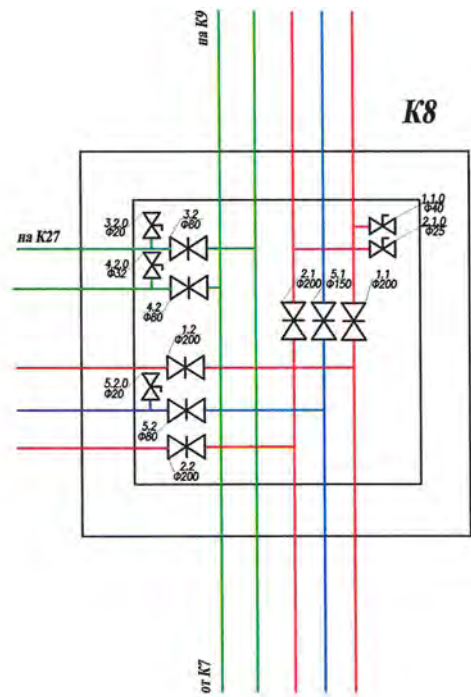 на К9
К8
3.2.0
Ф20
3.2
Ф80
1.1.0
Ф40
2.1.0
Ф25
на К27
4.2.0
Ф32
4.2
Ф80
2.1
Ф200
5.1
Ф150
1.1
Ф200
1.2
Ф200
5.2.0
Ф20
5.2
Ф80
2.2
Ф200
от К7